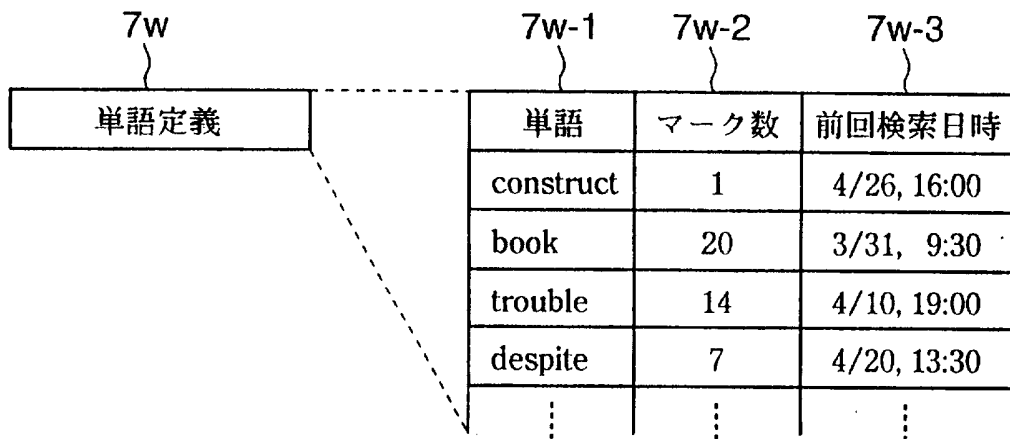 7w 7w-1 7w-2 7w-3
単語定義 単語 マーク数 前回検索日時
construct 1 4/26, 16:00
book 20 3/31, 9:30
trouble 14 4/10, 19:00
despite 7 4/20, 13:30